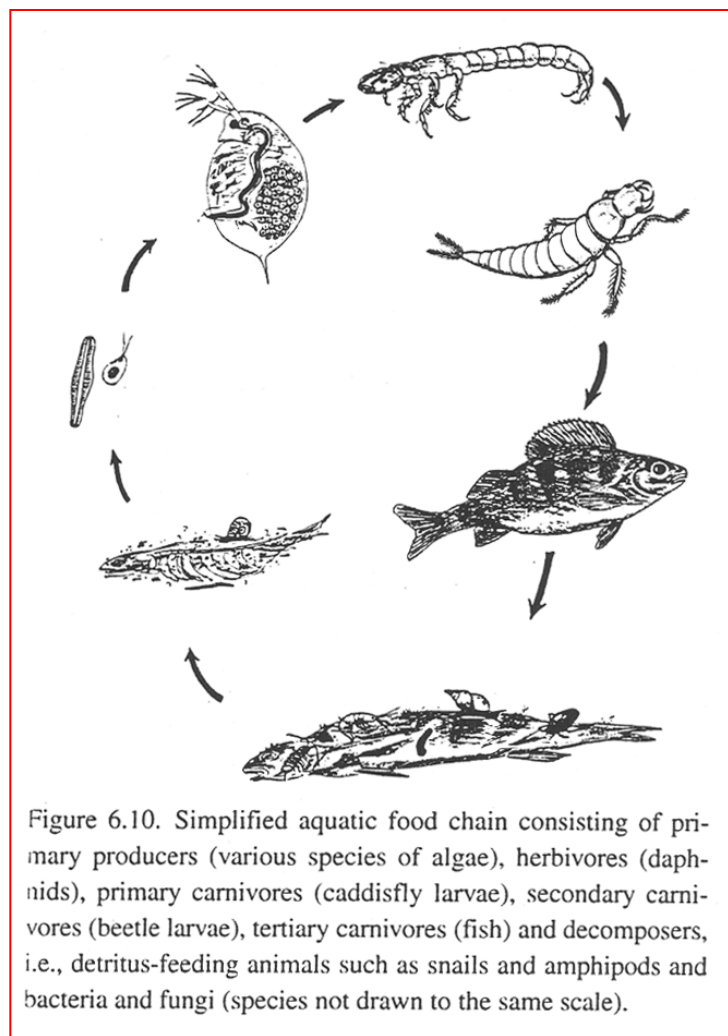 Figure 6.10. Simplified aquatic food chain consisting of pri-
mary producers (various species of algae), herbivores (daph-
nids), primary carnivores (caddisfly larvae), secondary carni-
vores (beetle larvae), tertiary carnivores (fish) and decomposers,
i.e., detritus-feeding animals such as snails and amphipods and
bacteria and fungi (species not drawn to the same scale).